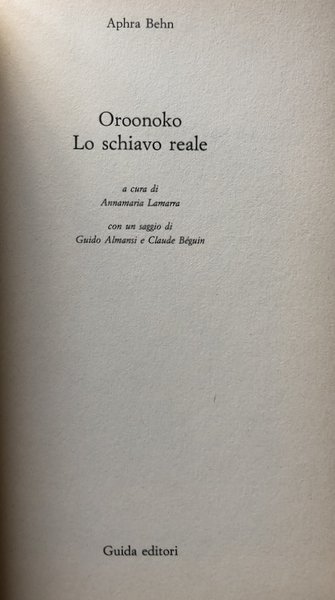 Aphra Behn
Oroonoko
Lo schiavo reale
a cura di
Annamaria Lamarra
con un saggio di
Guido Almansi e Claude Béguin
Guida editori